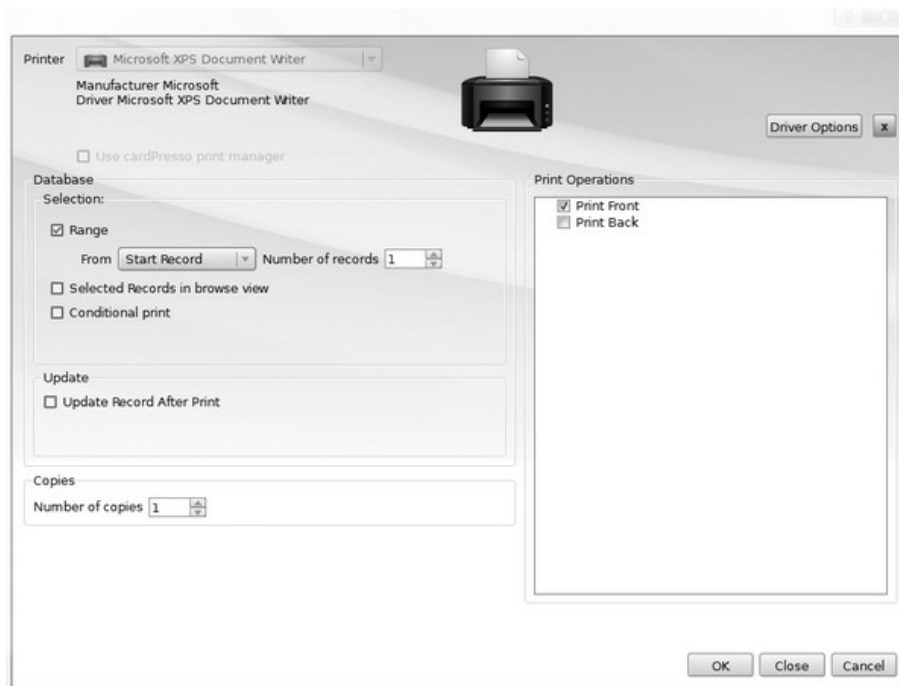 Printer Microsoft XPS Document Writer
Manufacturer Microsoft
Driver Microsoft XPS Document Writer
Driver Options x
Use cardPresso print manager
Database
Selection:
Range
From Start Record Number of records 1
Selected Records in browse view
Conditional print
Update
Update Record After Print
Copies
Number of copies 1
Print Operations
Print Front
Print Back
OK Close Cancel